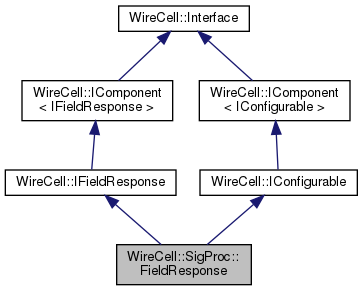 WireCell::Interface
WireCell::IComponent
< IFieldResponse >
WireCell::IComponent
< IConfigurable >
WireCell::IFieldResponse
WireCell::IConfigurable
WireCell::SigProc::
FieldResponse